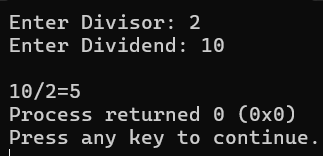 Enter Divisor: 2
Enter Dividend: 10
10/2=5
Process returned 0 (0x0)
Press any key to continue.